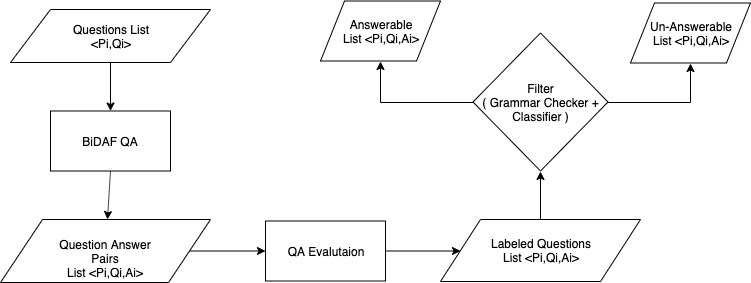 Questions List
<Pi,Qi>
BiDAF QA
Question Answer
Pairs
List <Pi,Qi,Ai>
QA Evalutaion
Labeled Questions
List <Pi,Qi,Ai>
Filter
( Grammar Checker +
Classifier )
Answerable
List <Pi,Qi,Ai>
Un-Answerable
List <Pi,Qi,Ai>